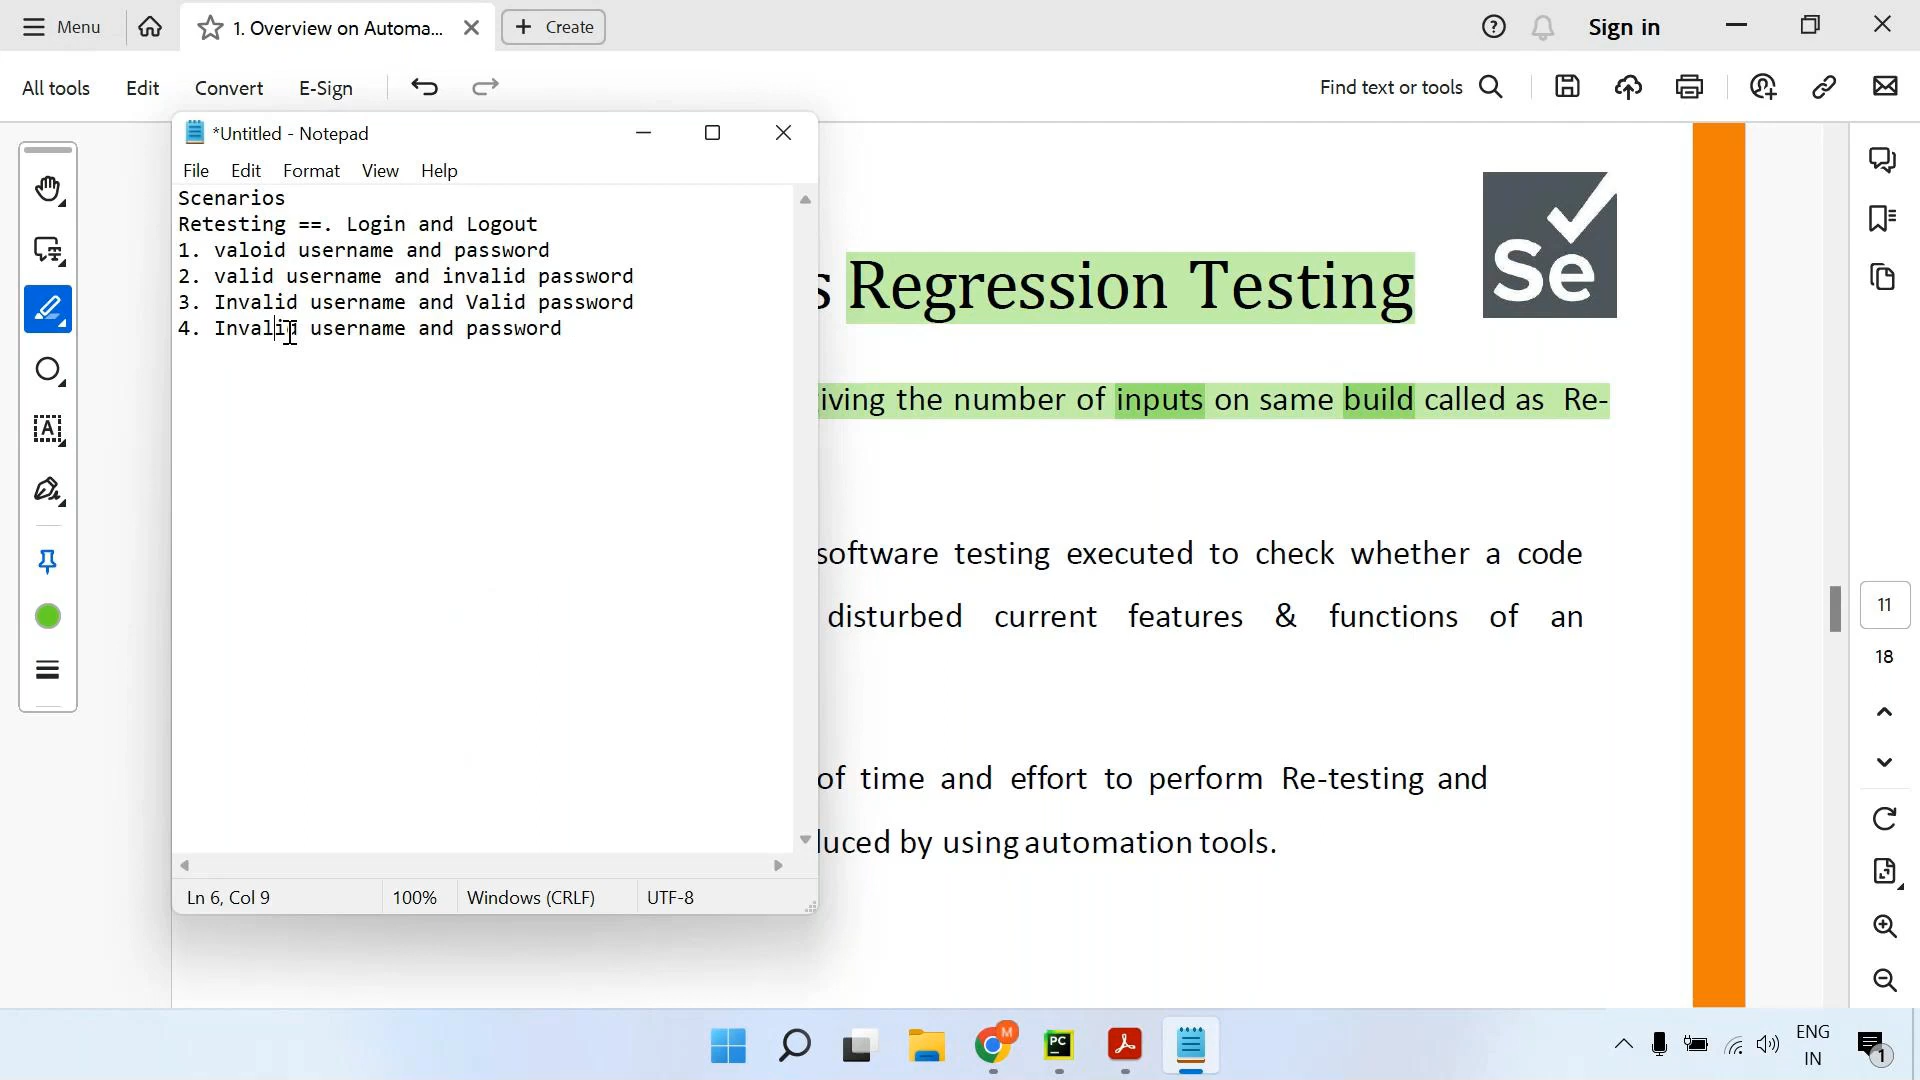 Menu
1. Overview on Automa...
Create
Sign in
All tools
Edit
Convert
E-Sign
Find text or tools
*Untitled - Notepad
File
Edit
Format
View
Help
Scenarios
Retesting ==. Login and Logout
1. valoid username and password
2. valid username and invalid password
3. Invalid username and Valid password
4. Invalid username and password
Ln 6, Col 9
100%
Windows (CRLF)
UTF-8
s Regression Testing
Se
iving the number of inputs on same build called as Re-
software testing executed to check whether a code
disturbed current features & functions of an
of time and effort to perform Re-testing and
luced by using automation tools.
11
18
M
PC
ENG
IN
1